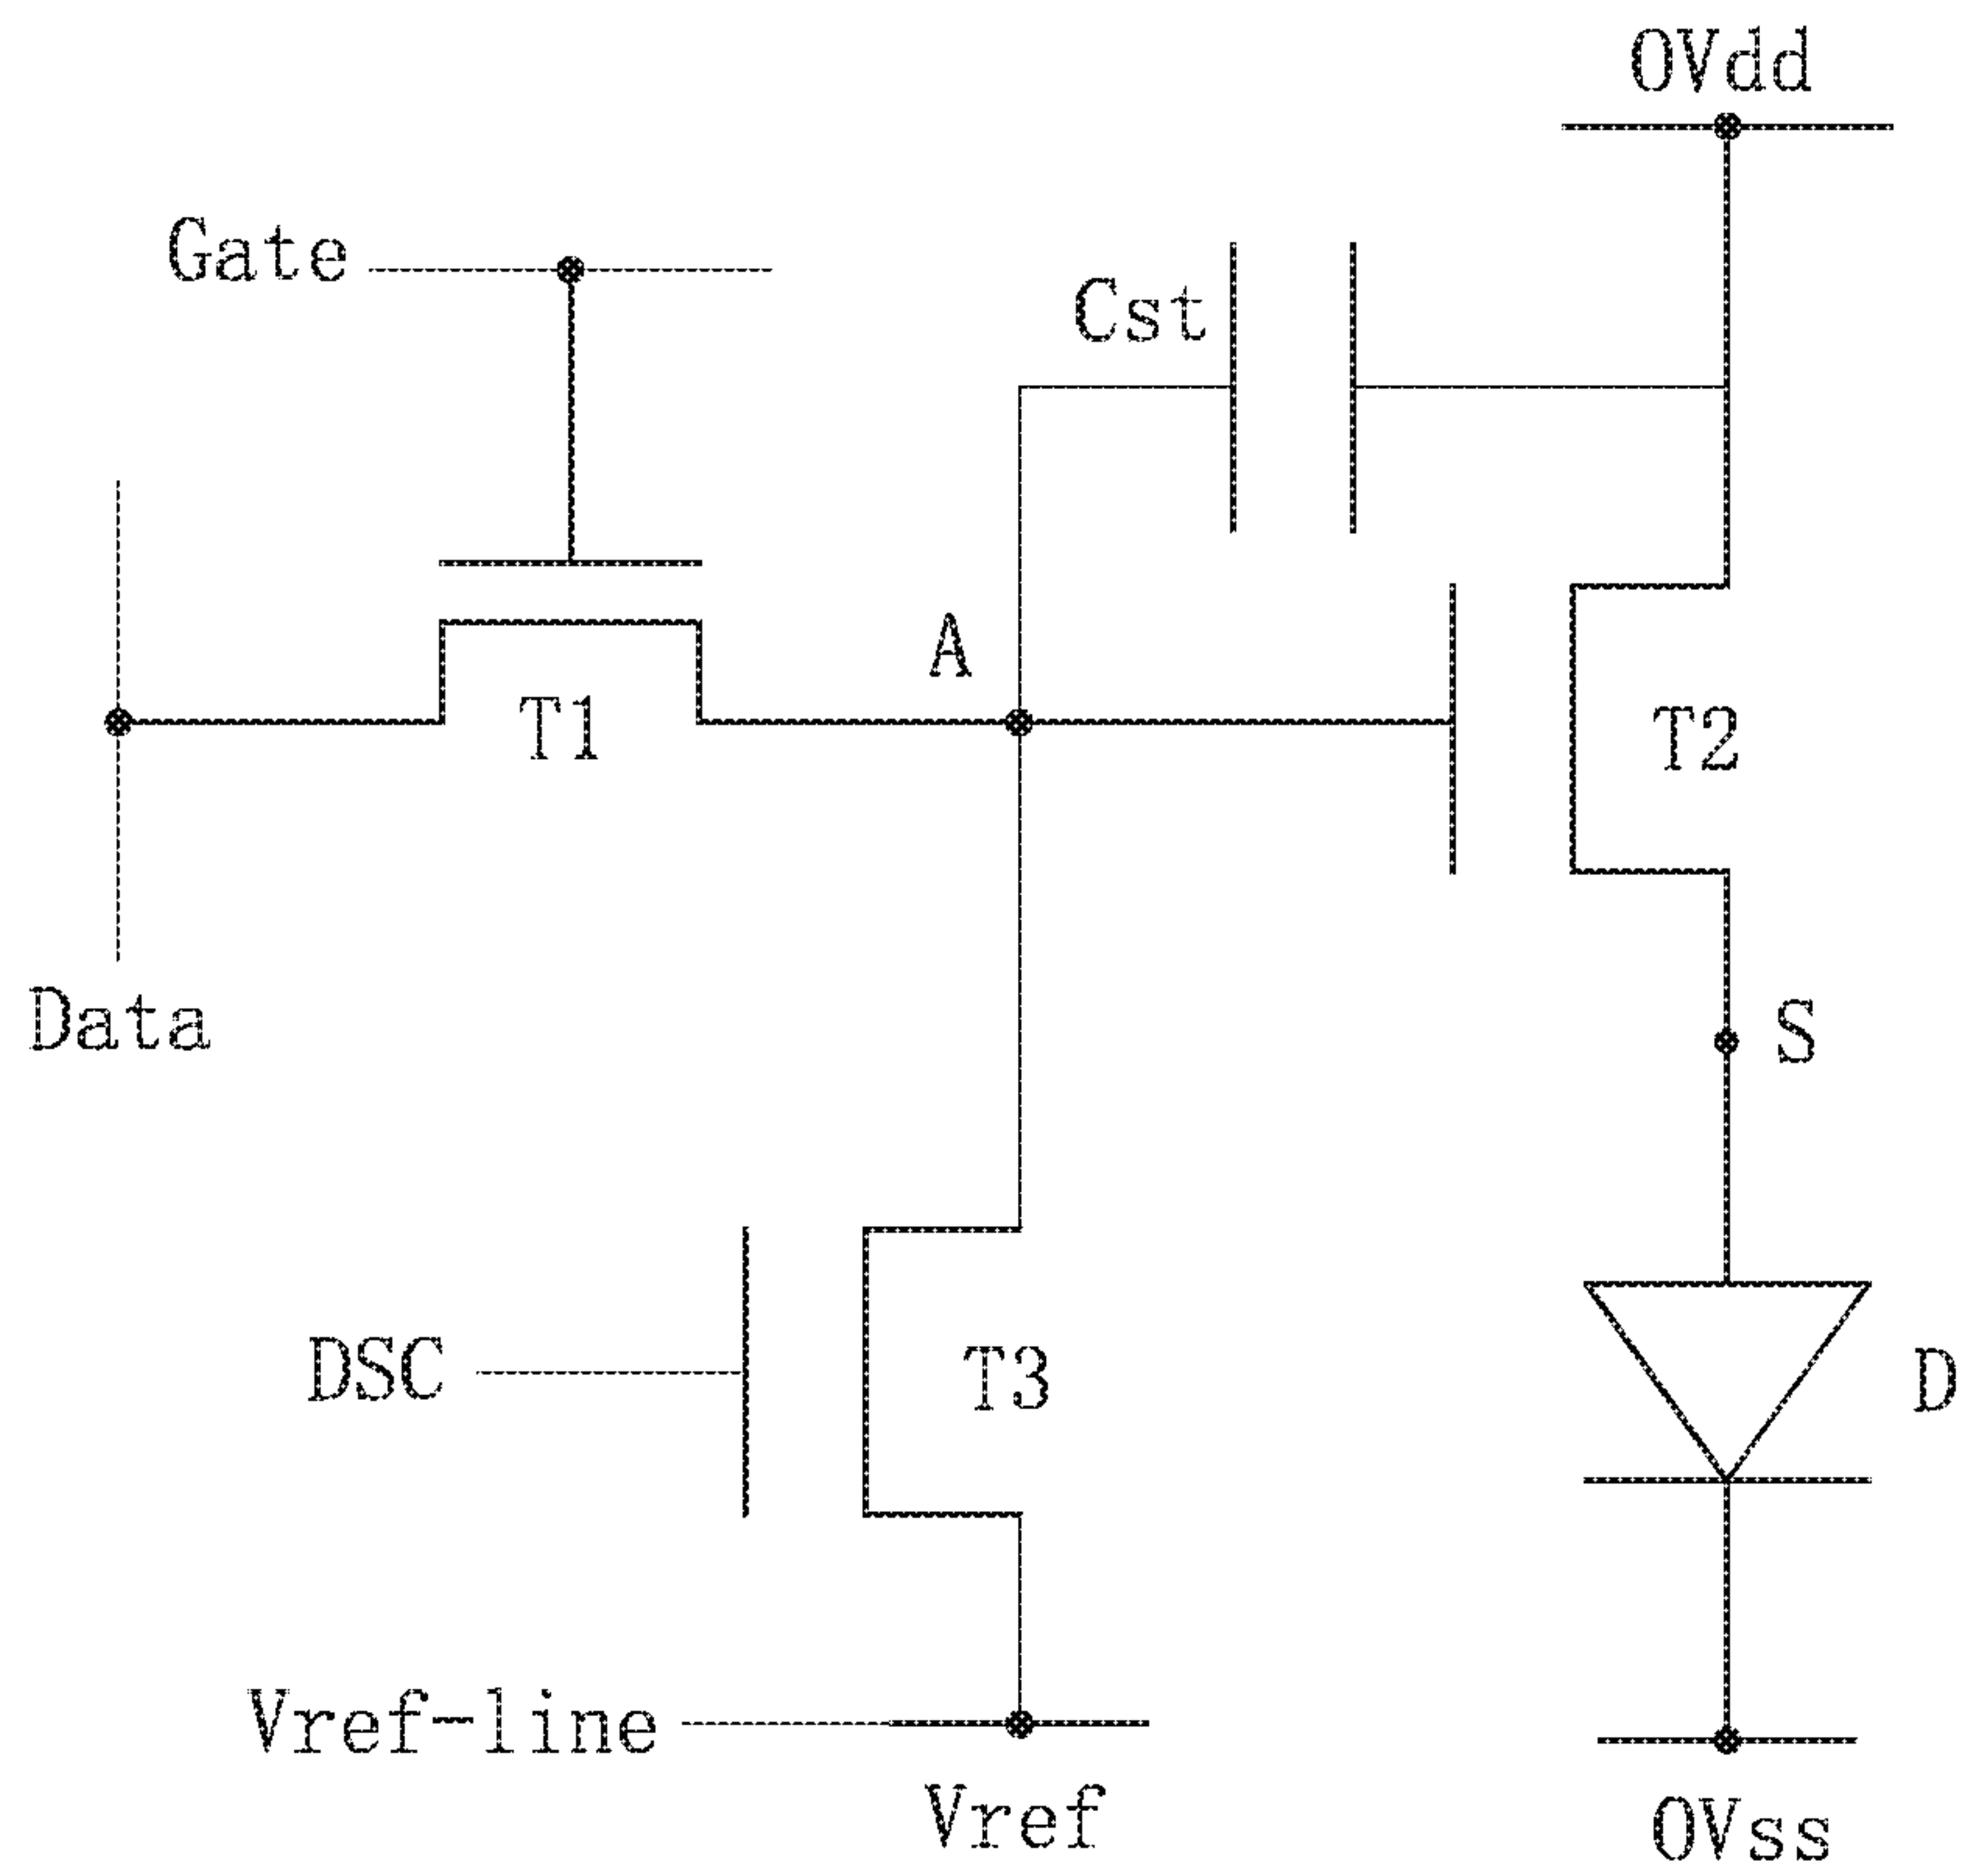 OVdd
Gate
Cst
A
T1
T2
Data
S
DSC
T3
D
Vref-line
Vref
OVss